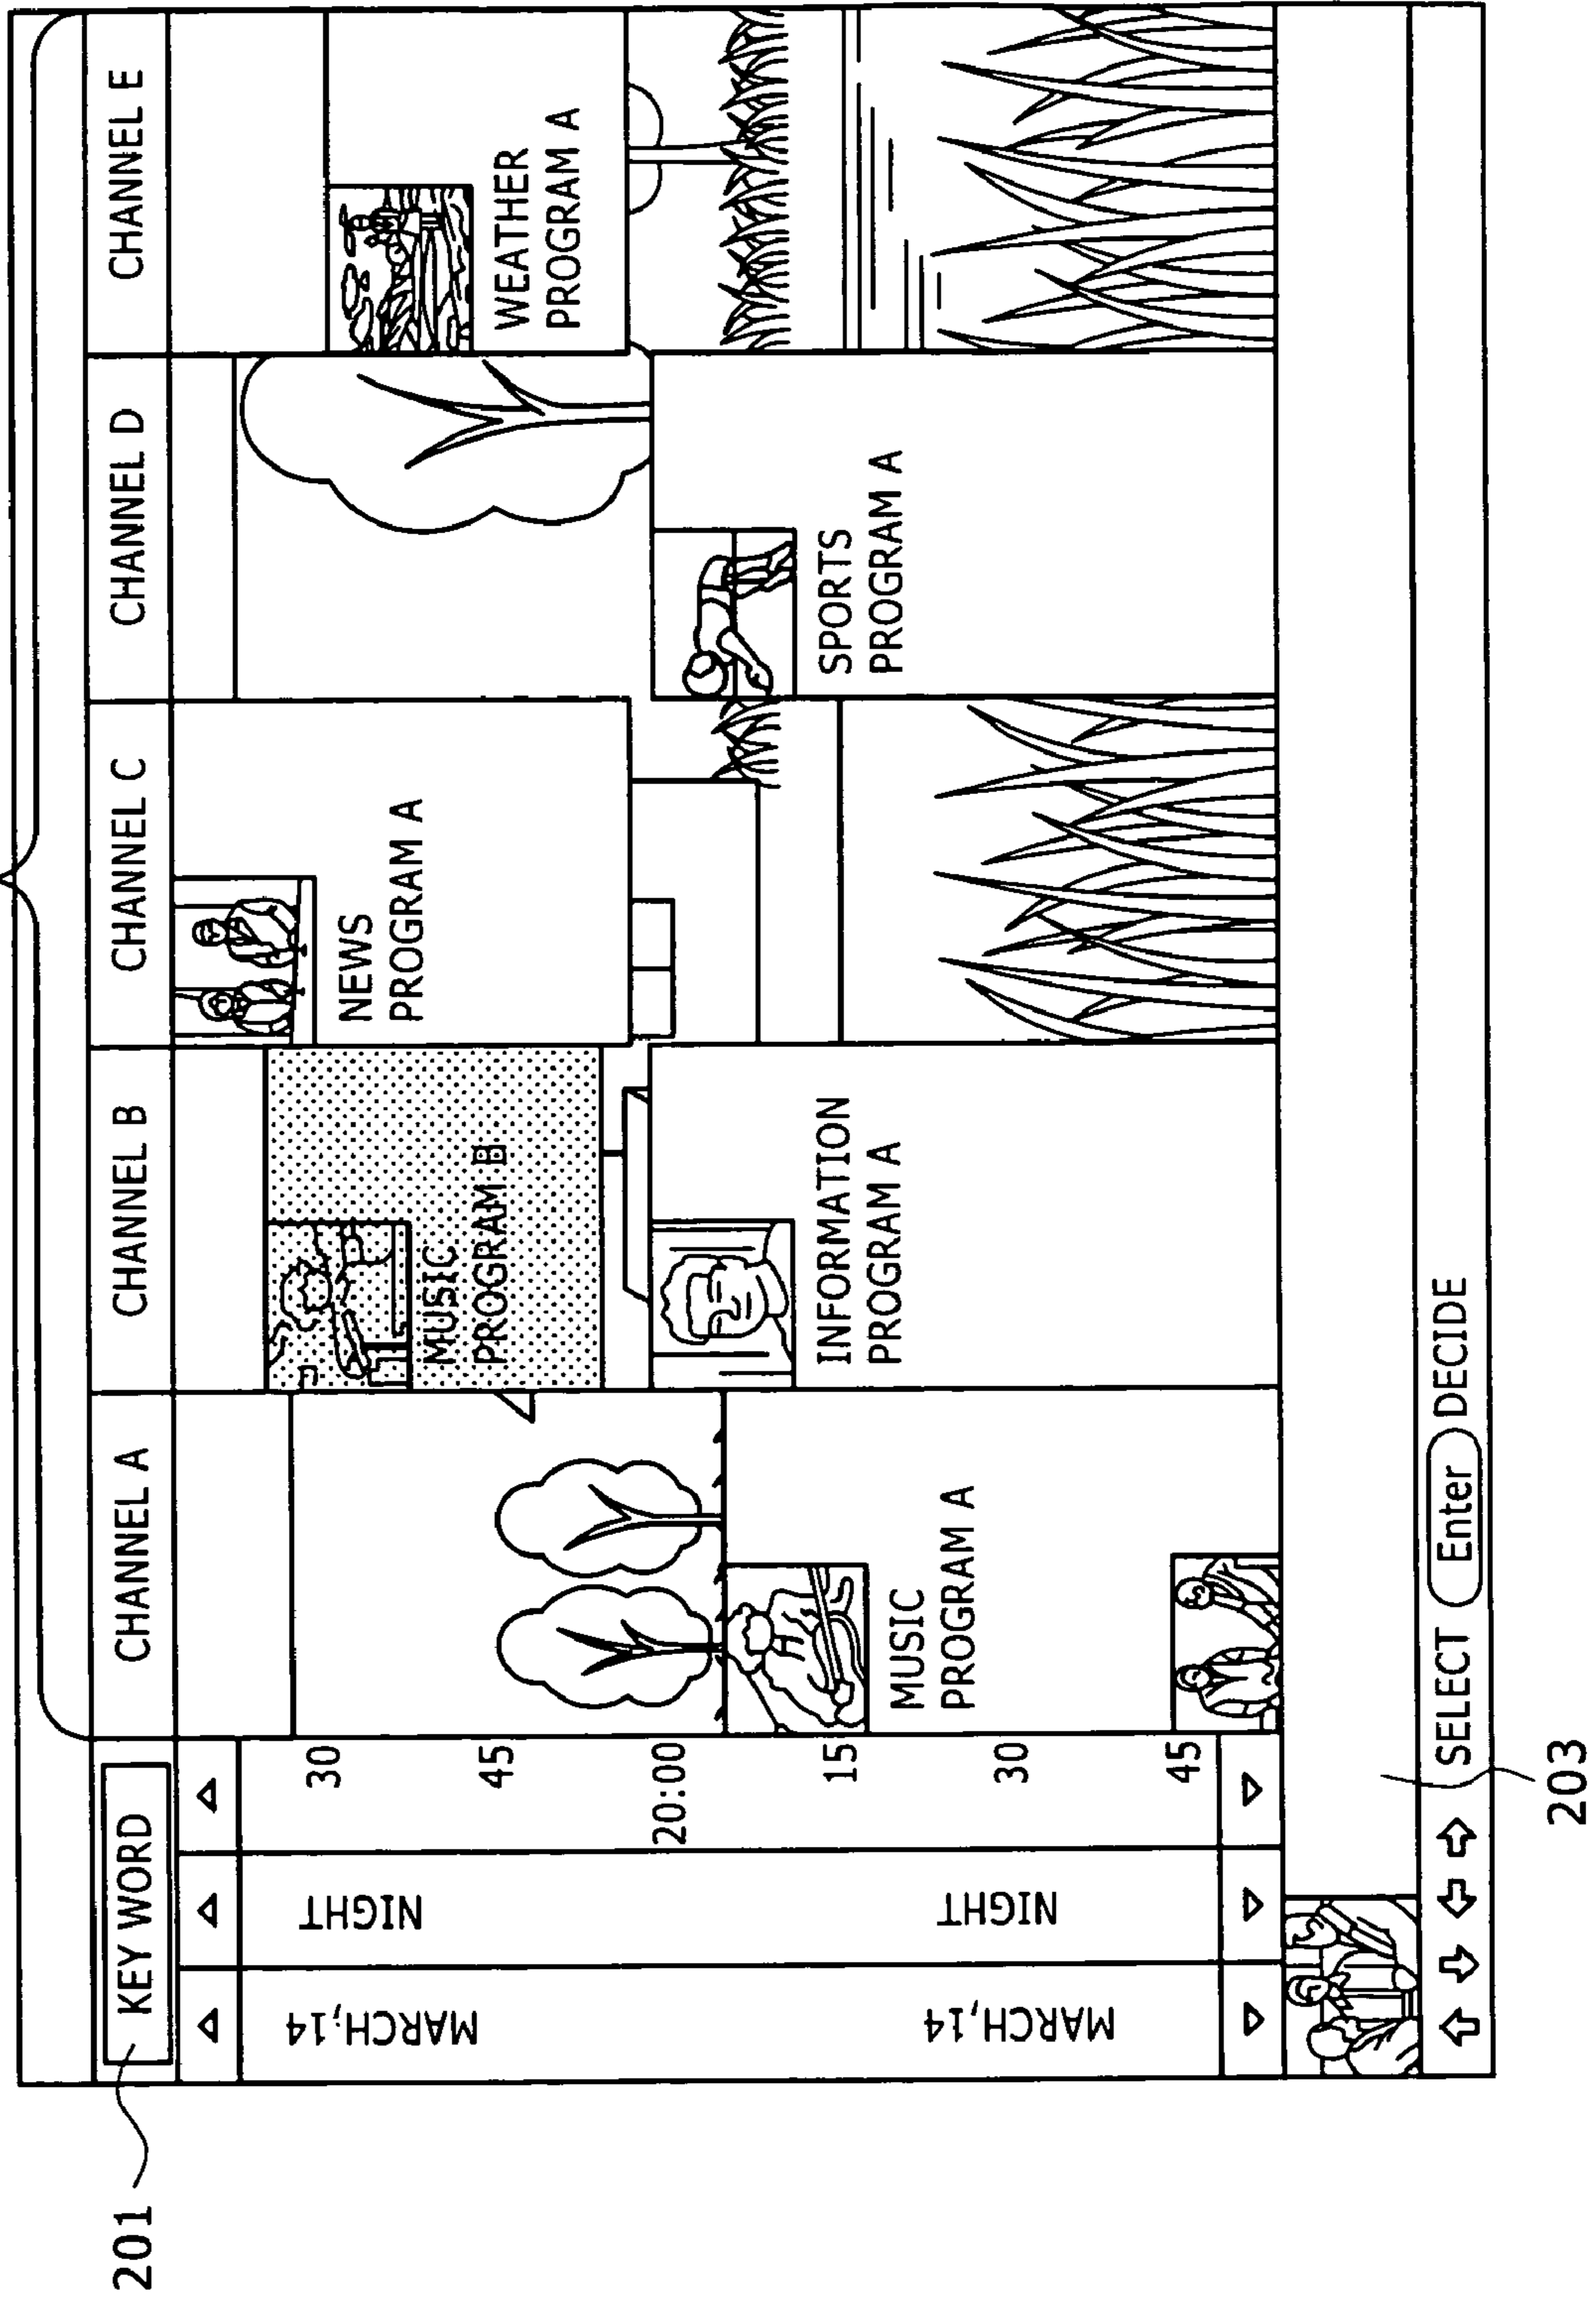 201
KEY WORD
CHANNEL A
CHANNEL B
CHANNEL C
CHANNEL D
CHANNEL E
MARCH,14
NIGHT
30
45
20:00
15
30
45
MARCH,14
NIGHT
MUSIC
PROGRAM B
NEWS
PROGRAM A
WEATHER
PROGRAM A
MUSIC
PROGRAM A
INFORMATION
PROGRAM A
SPORTS
PROGRAM A
SELECT Enter DECIDE
203